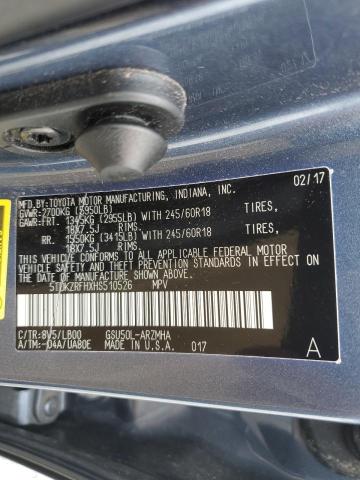 MFD.BY:TOYOTA MOTOR MANUFACTURING, INDIANA, INC. 02/17
GVWR:2700KG (5950LB)
GAWR:FRT. 1345KG (2955LB) WITH 245/60R18 TIRES,
18X7.5J RIMS,
RR. 1550KG (3415LB) WITH 245/60R18 TIRES,
18X7.5J
THIS VEHICLE CONFORMS TO ALL APPLICABLE FEDERAL MOTOR
VEHICLE SAFETY AND THEFT PREVENTION STANDARDS IN EFFECT ON
THE DATE OF MANUFACTURE SHOWN ABOVE.
5TDKZRFHXHS510526 MPV
C/TR:8V5/LB00 GSU50L-ARZMHA
A/TM:-04A/UA80E MADE IN U.S.A. 017 A